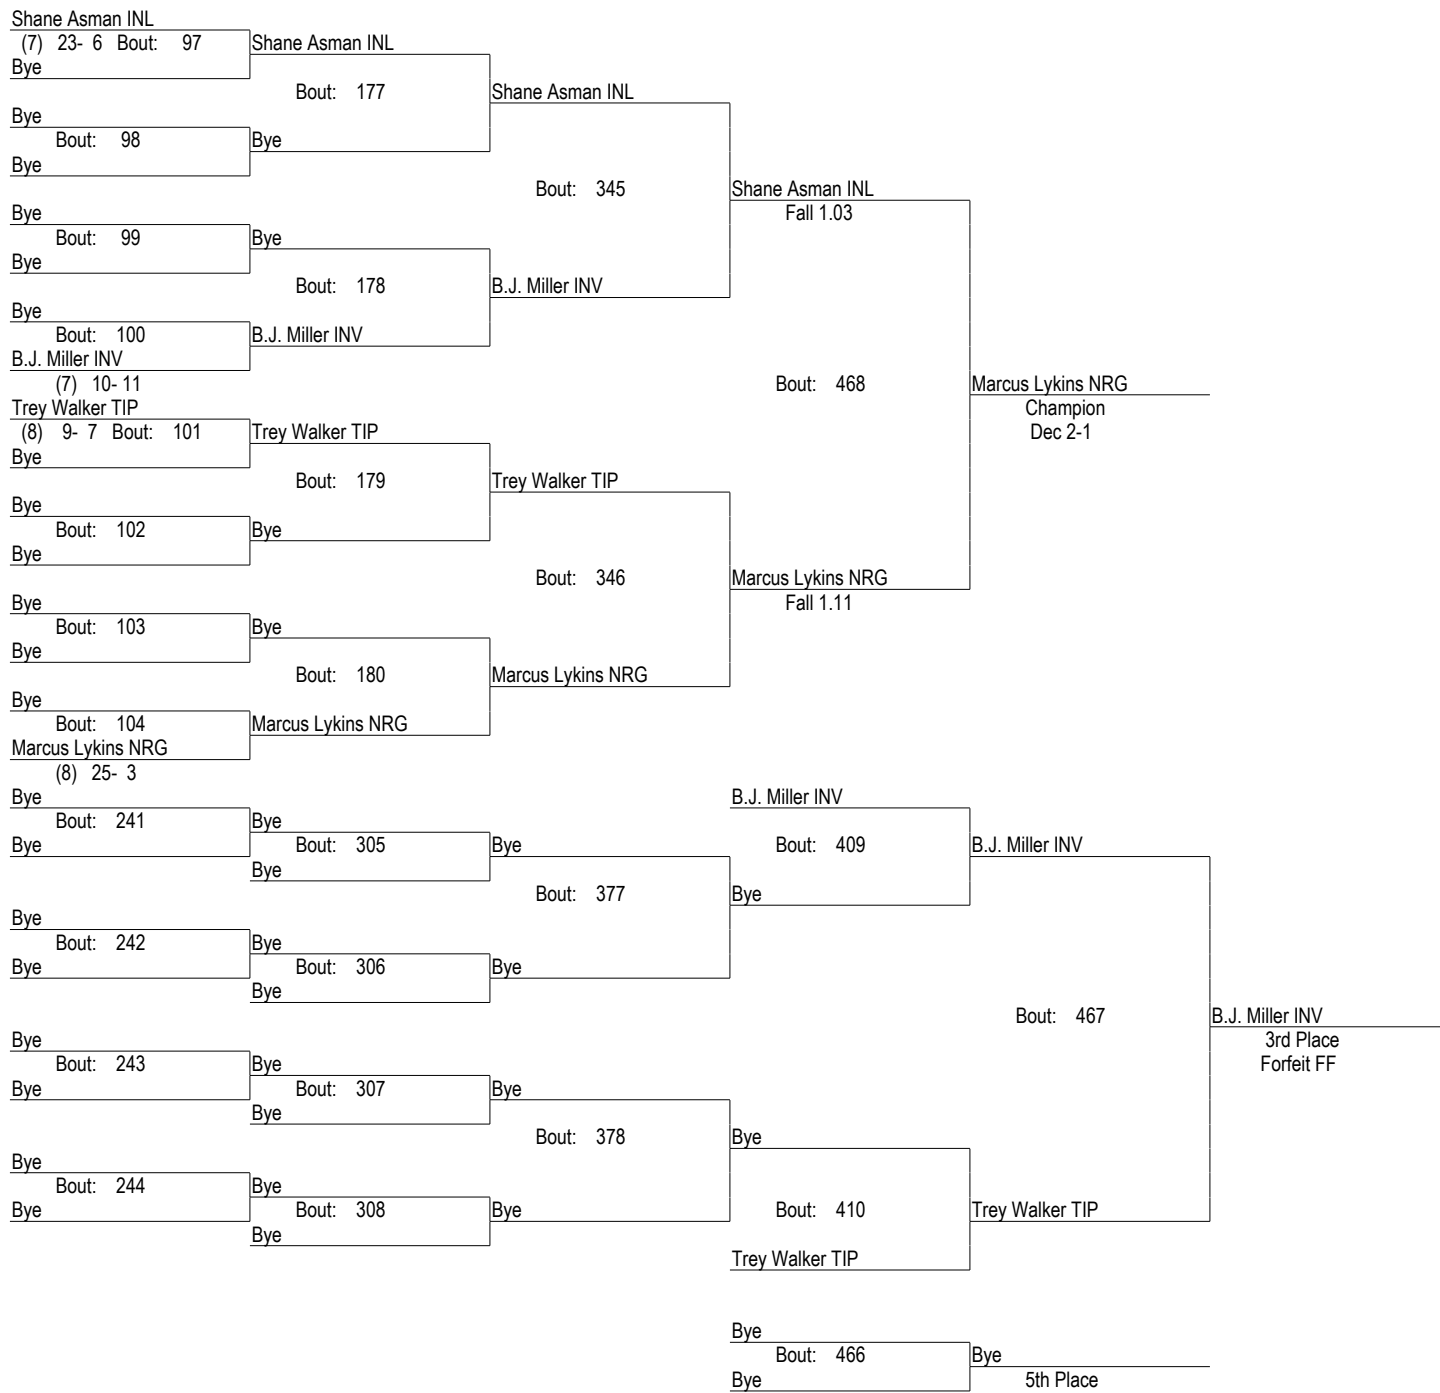 Shane Asman INL
(7) 23- 6 Bout: 97 Shane Asman INL
Bye
Bout: 177 Shane Asman INL
Bye
Bout: 98 Bye
Bye
Bout: 345 Shane Asman INL
Bye Fall 1.03
Bout: 99 Bye
Bye
Bout: 178 B.J. Miller INV
Bye
Bout: 100 B.J. Miller INV
B.J. Miller INV
(7) 10- 11 Bout: 468 Marcus Lykins NRG
Trey Walker TIP Champion
(8) 9- 7 Bout: 101 Trey Walker TIP Dec 2-1
Bye
Bout: 179 Trey Walker TIP
Bye
Bout: 102 Bye
Bye
Bout: 346 Marcus Lykins NRG
Bye Fall 1.11
Bout: 103 Bye
Bye
Bout: 180 Marcus Lykins NRG
Bye
Bout: 104 Marcus Lykins NRG
Marcus Lykins NRG
(8) 25- 3
Bye B.J. Miller INV
Bout: 241 Bye
Bye Bout: 305 Bye Bout: 409 B.J. Miller INV
Bye
Bout: 377 Bye
Bye
Bout: 242 Bye
Bye Bout: 306 Bye
Bye
Bout: 467 B.J. Miller INV
Bye 3rd Place
Bout: 243 Bye Forfeit FF
Bye Bout: 307 Bye
Bye
Bout: 378 Bye
Bye
Bout: 244 Bye
Bye Bout: 308 Bye Bout: 410 Trey Walker TIP
Bye
Trey Walker TIP
Bye
Bout: 466 Bye
Bye 5th Place